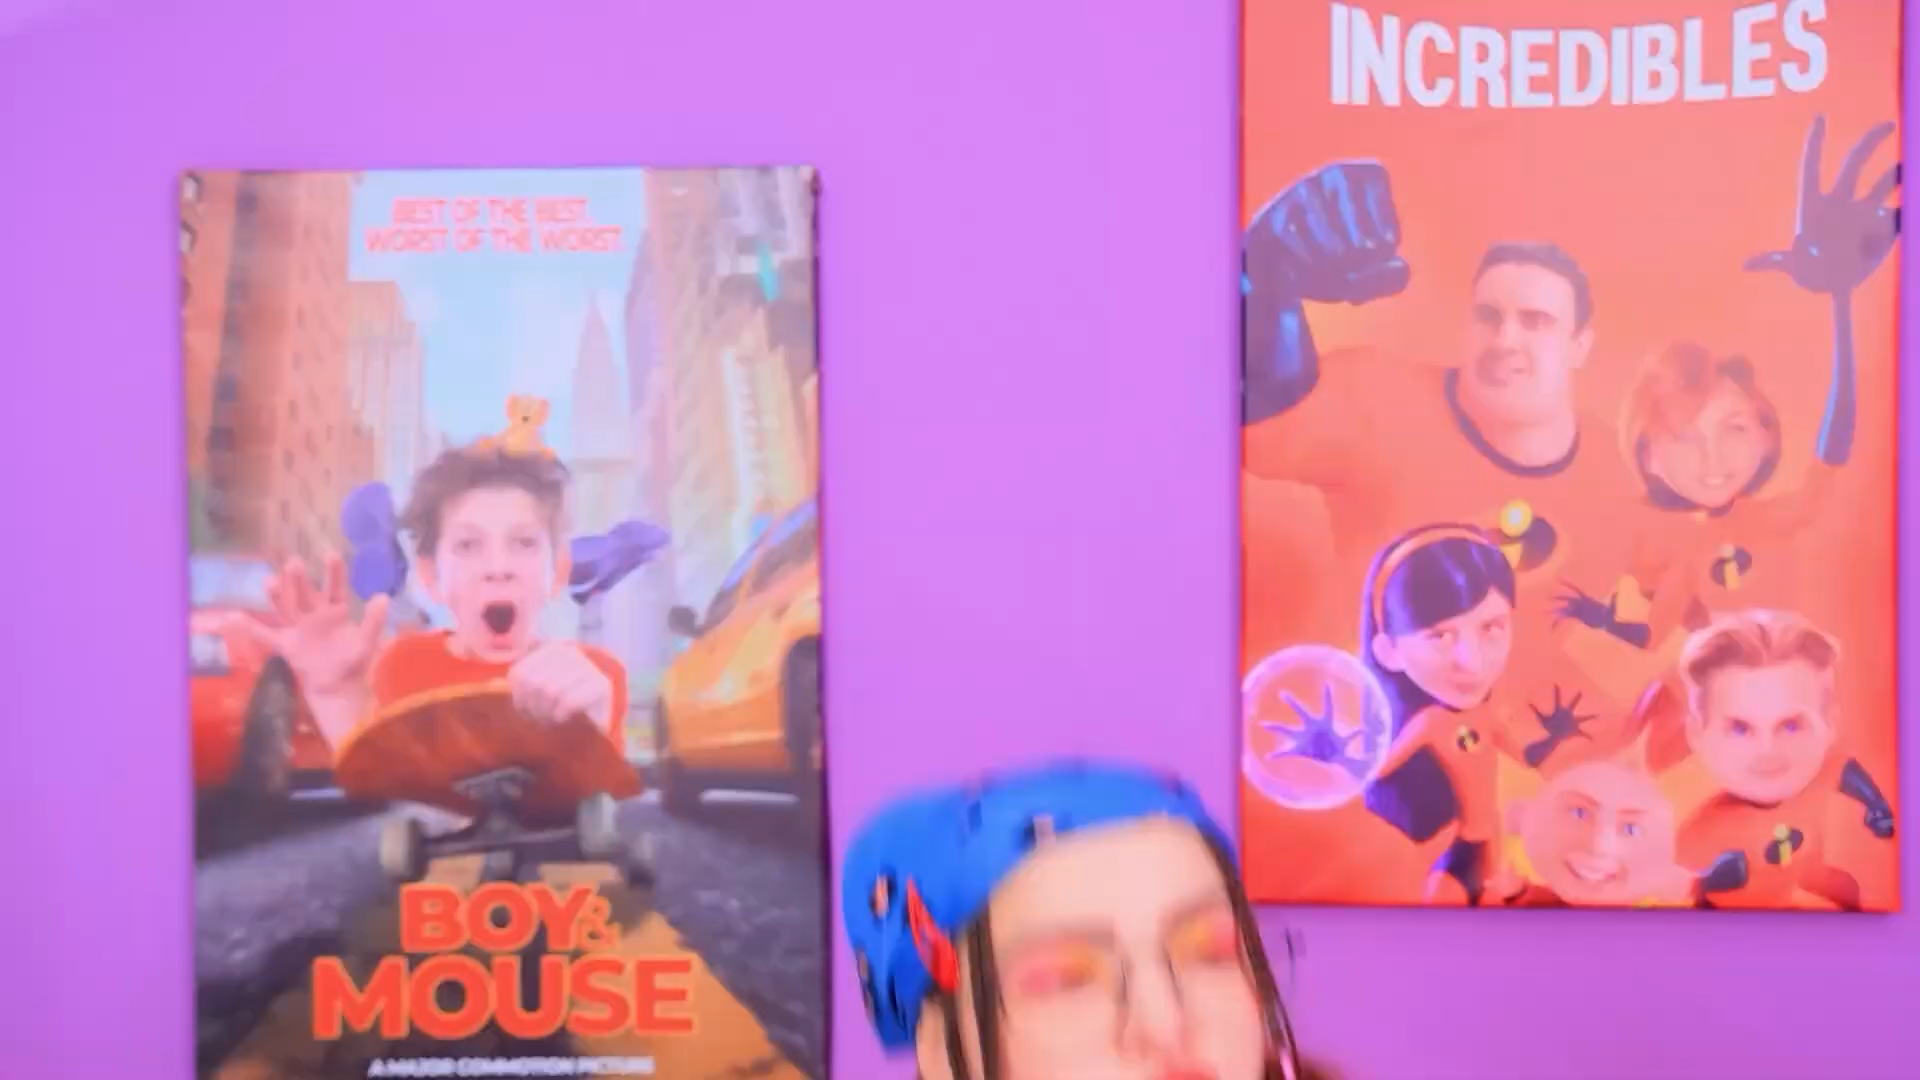 BEST OF THE BEST.
WORST OF THE WORST.
BOY &
MOUSE
A MAJOR COMMOTION PICTURE
INCREDIBLES